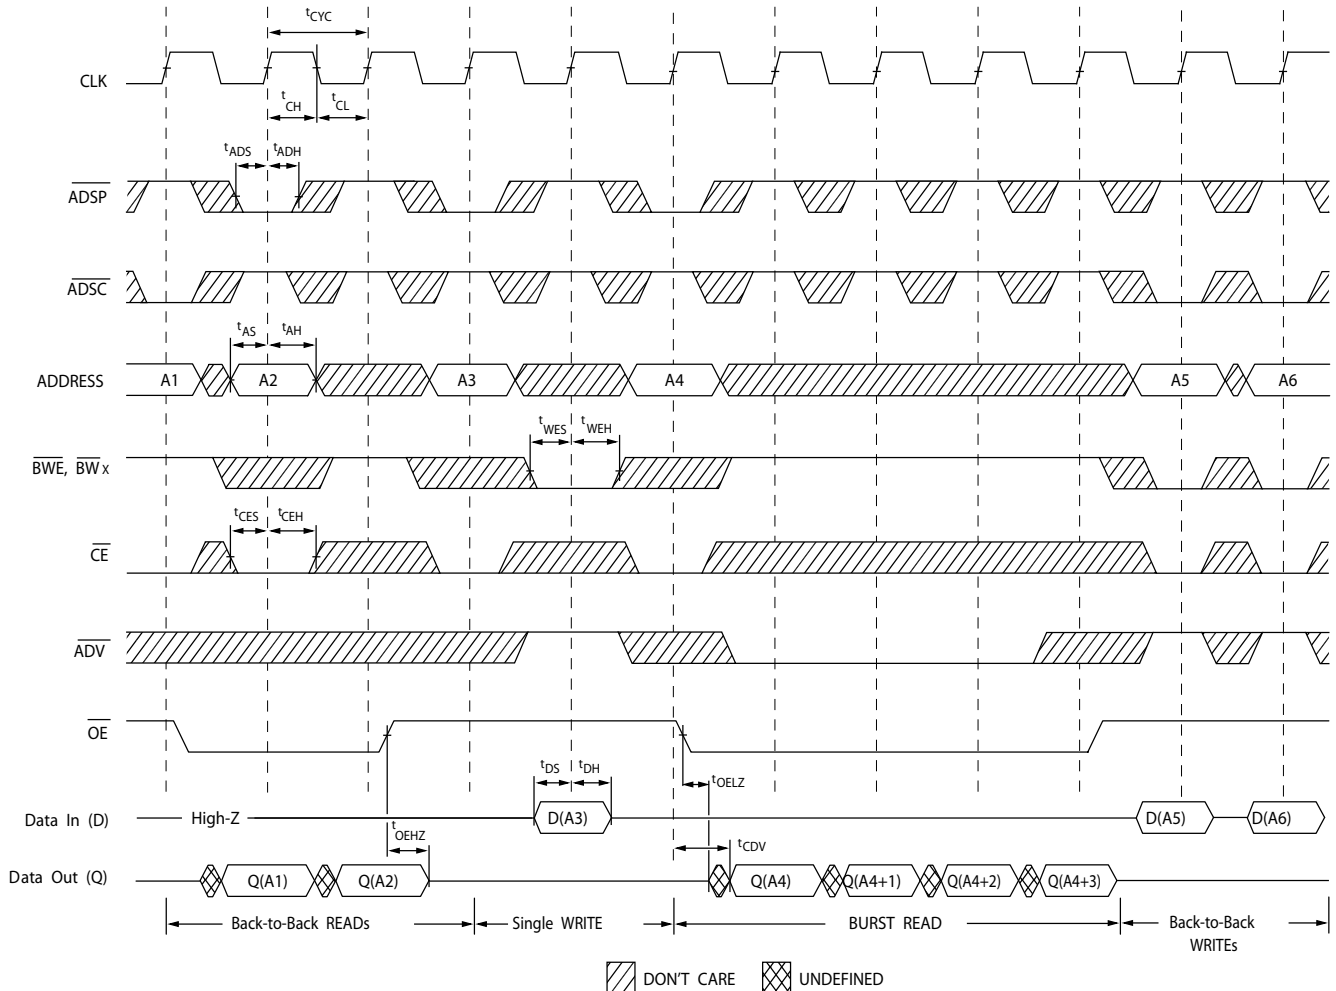 tCYC
CLK
tCH
tCL
tADS
tADH
ADSP
ADSC
tAS
tAH
ADDRESS
A1
A2
A3
A4
A5
A6
tWES
tWEH
BWE, BW x
tCES
tCEH
CE
ADV
OE
tDS
tDH
tOELZ
Data In (D)
High-Z
D(A3)
D(A5)
D(A6)
tOEHZ
tCDV
Data Out (Q)
Q(A1)
Q(A2)
Q(A4)
Q(A4+1)
Q(A4+2)
Q(A4+3)
Back-to-Back READs
Single WRITE
BURST READ
Back-to-Back
WRITEs
DON'T CARE
UNDEFINED